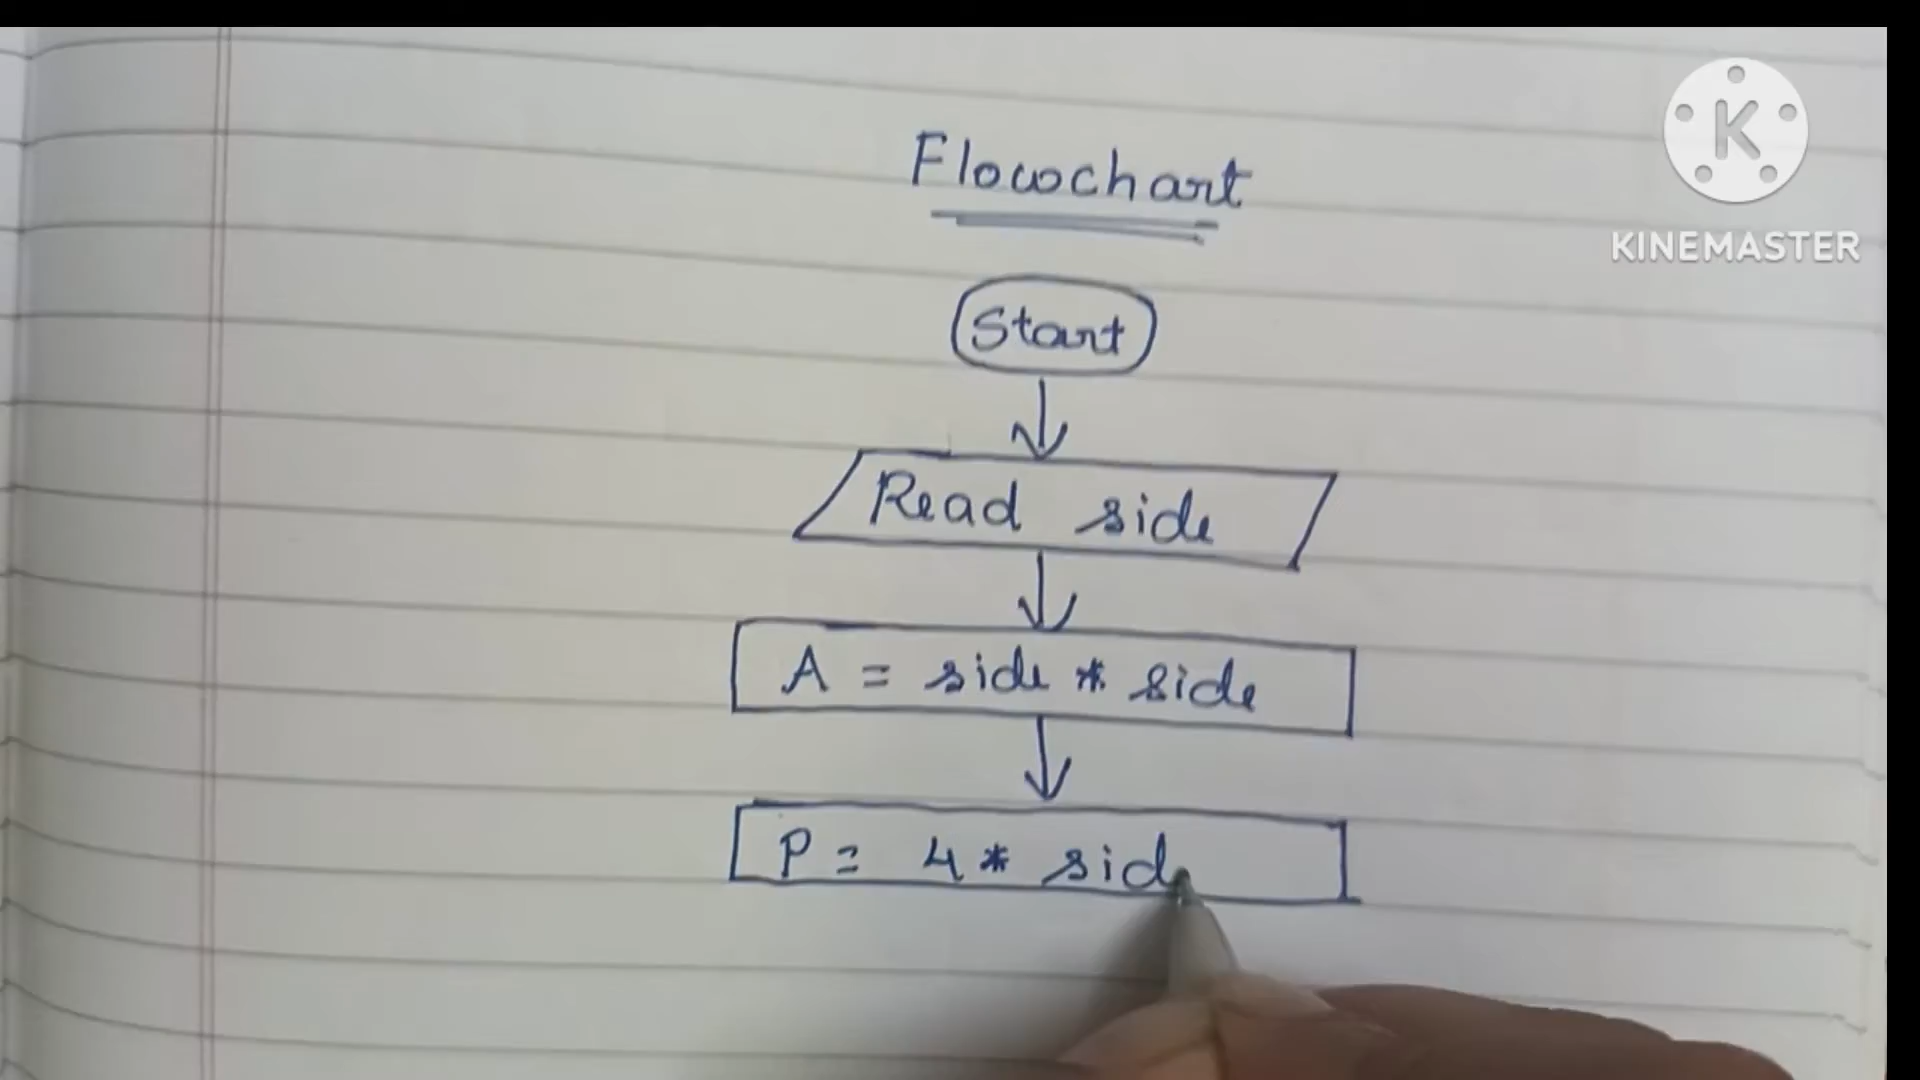 Flowchart
KINEMASTER
Start
Read side
A = side * side
P = 4 * sid